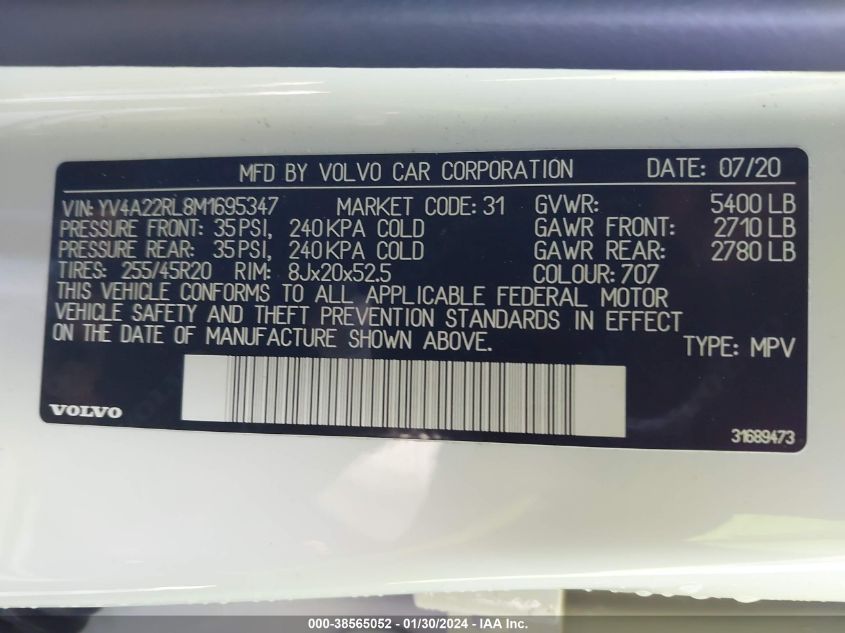 MFD BY VOLVO CAR CORPORATION DATE: 07/20
VIN: YV4A22RL8M1695347 MARKET CODE: 31 GVWR: 5400 LB
PRESSURE FRONT: 35 PSI, 240 KPA COLD GAWR FRONT: 2710 LB
PRESSURE REAR: 35 PSI, 240 KPA COLD GAWR REAR: 2780 LB
TIRES: 255/45R20 RIM: 8Jx20x52.5 COLOUR: 707
THIS VEHICLE CONFORMS TO ALL APPLICABLE FEDERAL MOTOR
VEHICLE SAFETY AND THEFT PREVENTION STANDARDS IN EFFECT
ON THE DATE OF MANUFACTURE SHOWN ABOVE. TYPE: MPV
VOLVO 31689473
000-38565052 - 01/30/2024 - IAA Inc.